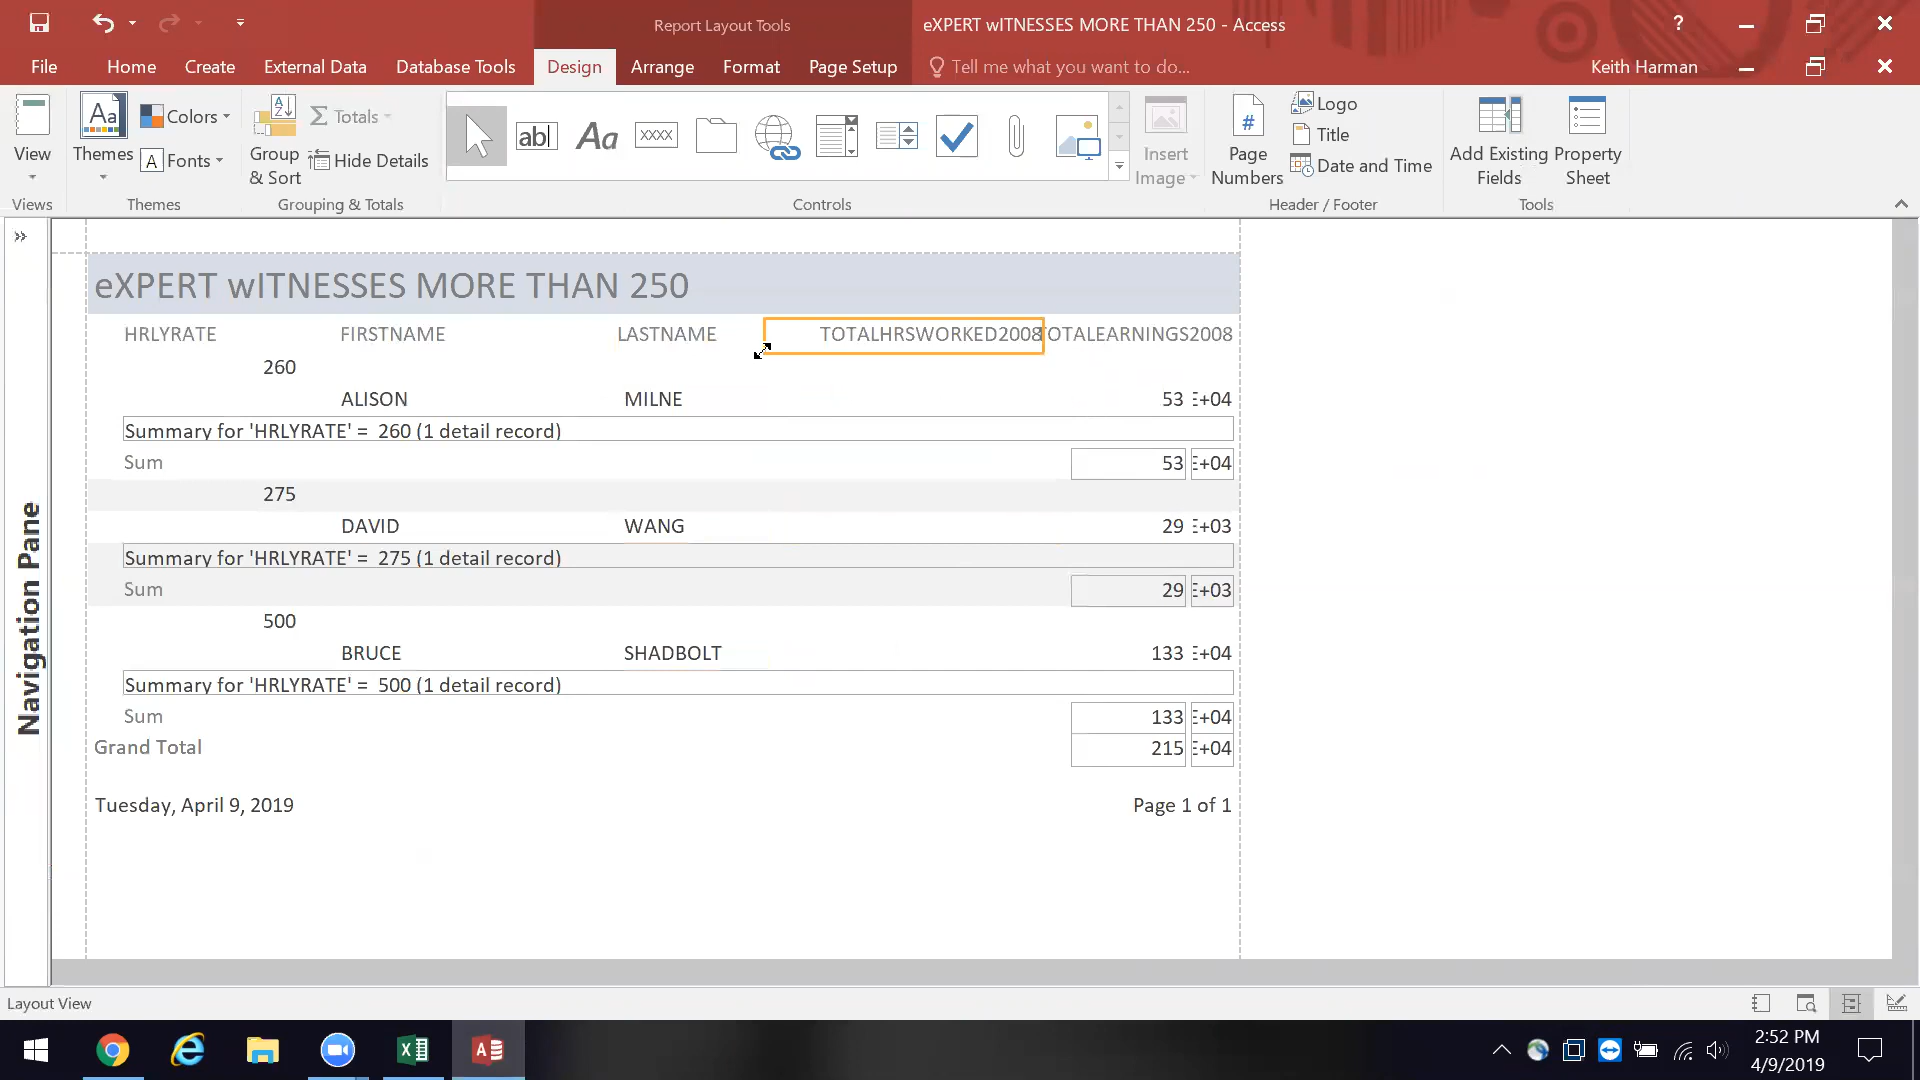 Report Layout Tools
eXPERT wITNESSES MORE THAN 250 - Access
?
File Home Create External Data Database Tools Design Arrange Format Page Setup Tell me what you want to do... Keith Harman
View
Views
Aa
Themes
Colors
Fonts
Themes
Group & Sort
Totals
Hide Details
Grouping & Totals
ab|
Aa
XXXX
Controls
Insert Image
Page Numbers
Logo
Title
Date and Time
Header / Footer
Add Existing Fields
Property Sheet
Tools
Navigation Pane
eXPERT wITNESSES MORE THAN 250
HRLYRATE FIRSTNAME LASTNAME TOTALHRSWORKED2008 TOTALEARNINGS2008
260
ALISON MILNE 53 E+04
Summary for 'HRLYRATE' = 260 (1 detail record)
Sum 53 E+04
275
DAVID WANG 29 E+03
Summary for 'HRLYRATE' = 275 (1 detail record)
Sum 29 E+03
500
BRUCE SHADBOLT 133 E+04
Summary for 'HRLYRATE' = 500 (1 detail record)
Sum 133 E+04
Grand Total 215 E+04
Tuesday, April 9, 2019 Page 1 of 1
Layout View
2:52 PM
4/9/2019